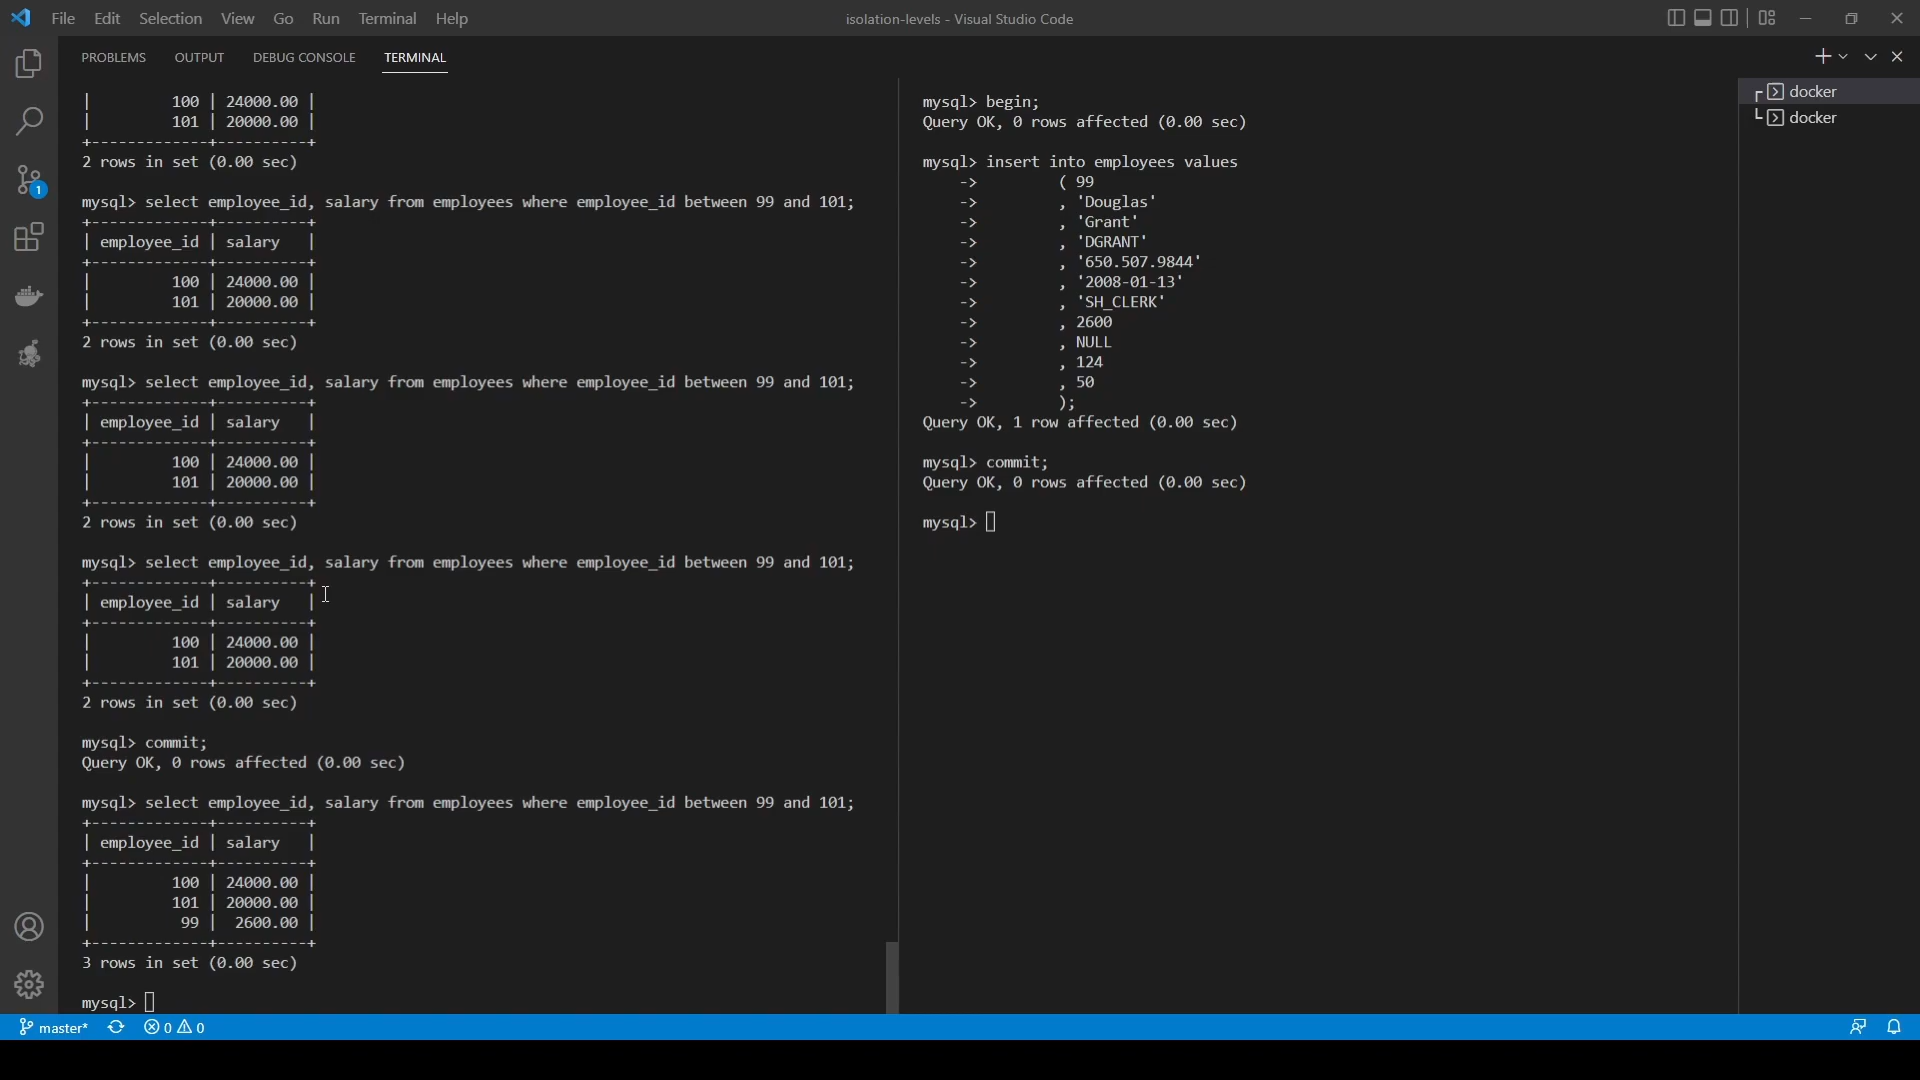 File Edit Selection View Go Run Terminal Help
isolation-levels - Visual Studio Code
PROBLEMS OUTPUT DEBUG CONSOLE TERMINAL
|         100 | 24000.00 |
|         101 | 20000.00 |
+-------------+----------+
2 rows in set (0.00 sec)
mysql> select employee_id, salary from employees where employee_id between 99 and 101;
+-------------+----------+
| employee_id | salary   |
+-------------+----------+
|         100 | 24000.00 |
|         101 | 20000.00 |
+-------------+----------+
2 rows in set (0.00 sec)
mysql> select employee_id, salary from employees where employee_id between 99 and 101;
+-------------+----------+
| employee_id | salary   |
+-------------+----------+
|         100 | 24000.00 |
|         101 | 20000.00 |
+-------------+----------+
2 rows in set (0.00 sec)
mysql> select employee_id, salary from employees where employee_id between 99 and 101;
+-------------+----------+
| employee_id | salary   |
+-------------+----------+
|         100 | 24000.00 |
|         101 | 20000.00 |
+-------------+----------+
2 rows in set (0.00 sec)
mysql> commit;
Query OK, 0 rows affected (0.00 sec)
mysql> select employee_id, salary from employees where employee_id between 99 and 101;
+-------------+----------+
| employee_id | salary   |
+-------------+----------+
|         100 | 24000.00 |
|         101 | 20000.00 |
|          99 |  2600.00 |
+-------------+----------+
3 rows in set (0.00 sec)
mysql>
mysql> begin;
Query OK, 0 rows affected (0.00 sec)
mysql> insert into employees values
    ->         ( 99
    ->         , 'Douglas'
    ->         , 'Grant'
    ->         , 'DGRANT'
    ->         , '650.507.9844'
    ->         , '2008-01-13'
    ->         , 'SH_CLERK'
    ->         , 2600
    ->         , NULL
    ->         , 124
    ->         , 50
    ->         );
Query OK, 1 row affected (0.00 sec)
mysql> commit;
Query OK, 0 rows affected (0.00 sec)
mysql>
docker
docker
1
master* 0 0